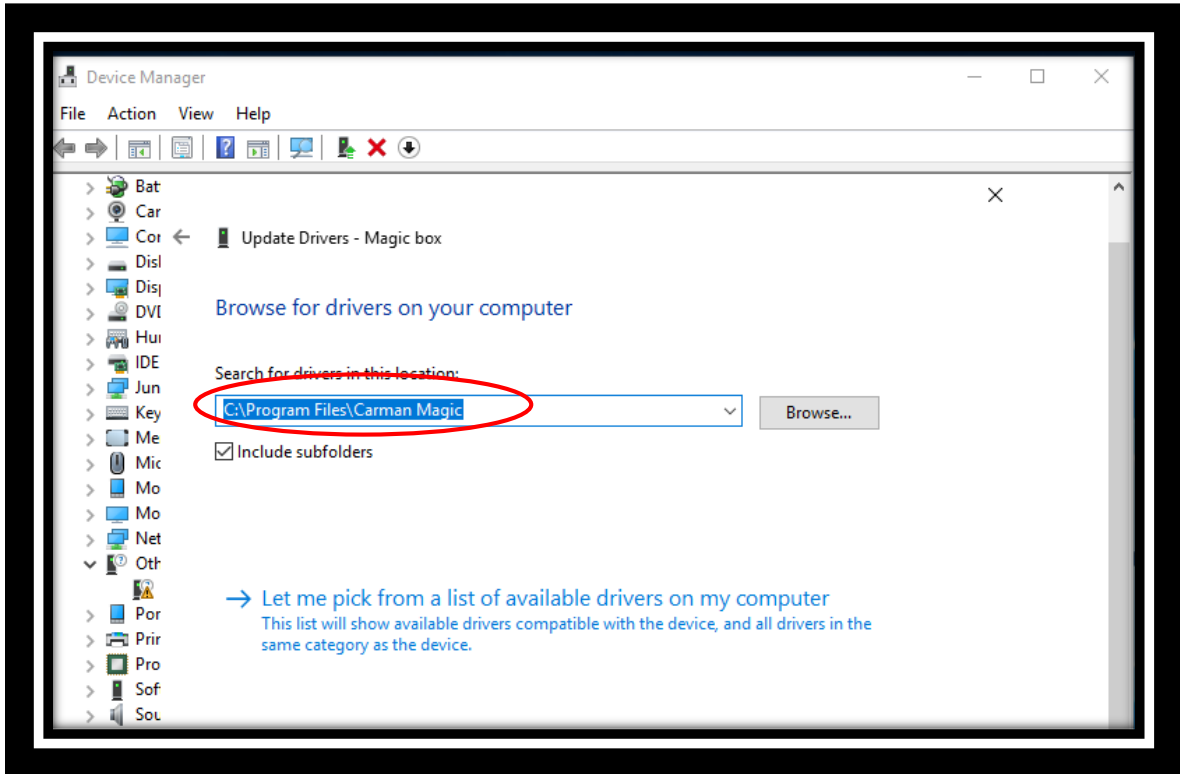 Device Manager
File Action View Help
Bat
Car
Cor
Update Drivers - Magic box
Disl
Disp
DVD
Browse for drivers on your computer
Hur
IDE
Search for drivers in this location:
Jun
Key
C:\Program Files\Carman Magic
Browse...
Me
Include subfolders
Mic
Mo
Mo
Net
Oth
Let me pick from a list of available drivers on my computer
Por
This list will show available drivers compatible with the device, and all drivers in the
Prir
same category as the device.
Pro
Sof
Sou